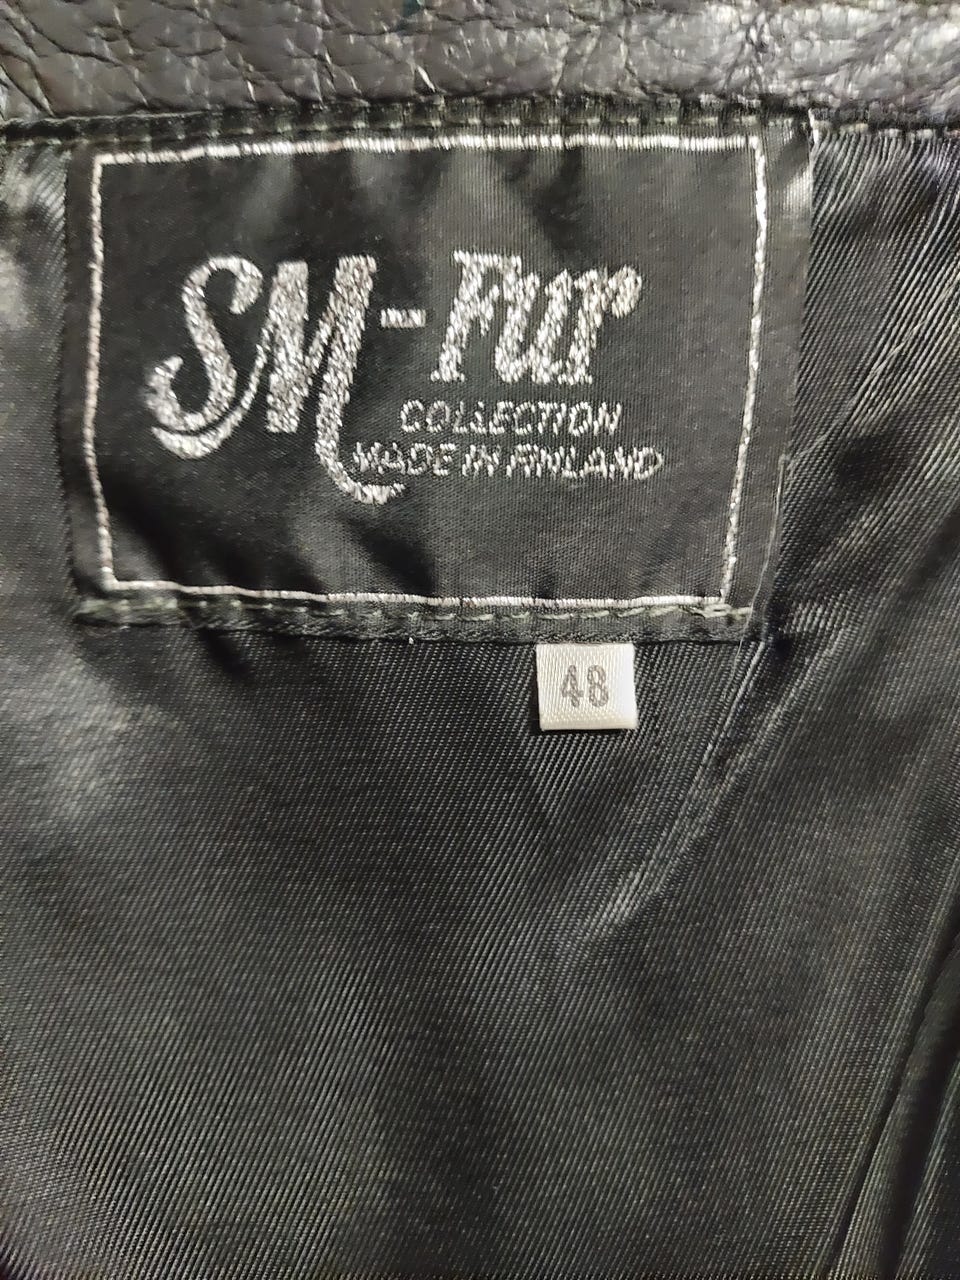 SM-Fur
COLLECTION
MADE IN FINLAND
48